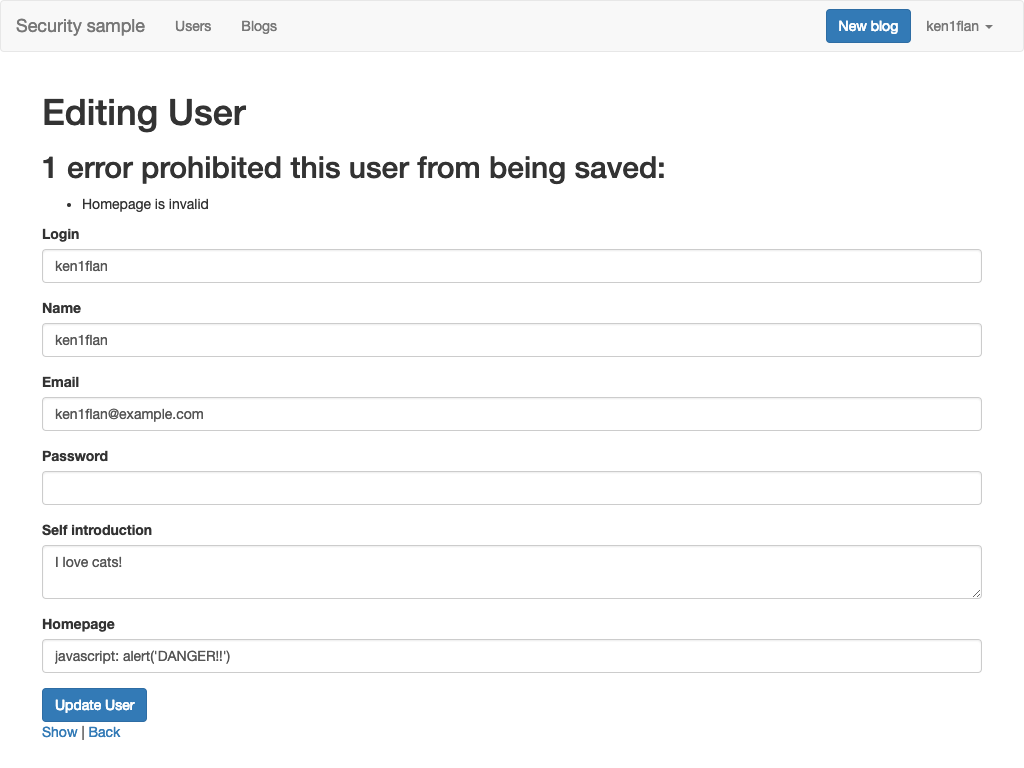 Security sample Users Blogs New blog ken1flan
Editing User
1 error prohibited this user from being saved:
• Homepage is invalid
Login
ken1flan
Name
ken1flan
Email
ken1flan@example.com
Password
Self introduction
I love cats!
Homepage
javascript: alert('DANGER!!')
Update User
Show | Back